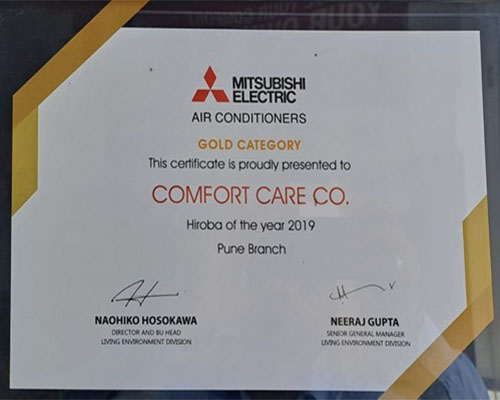 MITSUBISHI
ELECTRIC
AIR CONDITIONERS
GOLD CATEGORY
This certificate is proudly presented to
COMFORT CARE CO.
Hiroba of the year 2019
Pune Branch
NAOHIKO HOSOKAWA
DIRECTOR AND BU HEAD
LIVING ENVIRONMENT DIVISION
NEERAJ GUPTA
SENIOR GENERAL MANAGER
LIVING ENVIRONMENT DIVISION